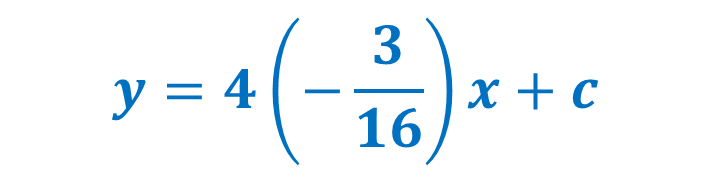 y = 4 (−3/16) x + c